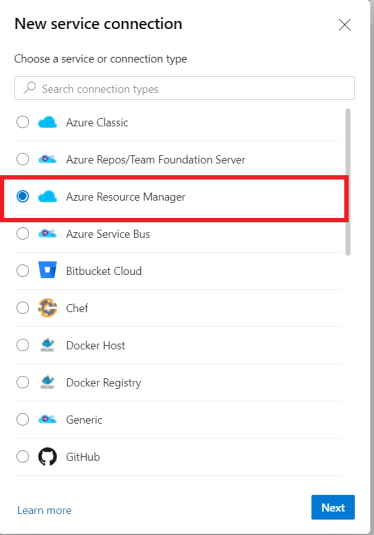 New service connection
Choose a service or connection type
Search connection types
Azure Classic
Azure Repos/Team Foundation Server
Azure Resource Manager
Azure Service Bus
Bitbucket Cloud
Chef
Docker Host
Docker Registry
Generic
GitHub
Learn more
Next